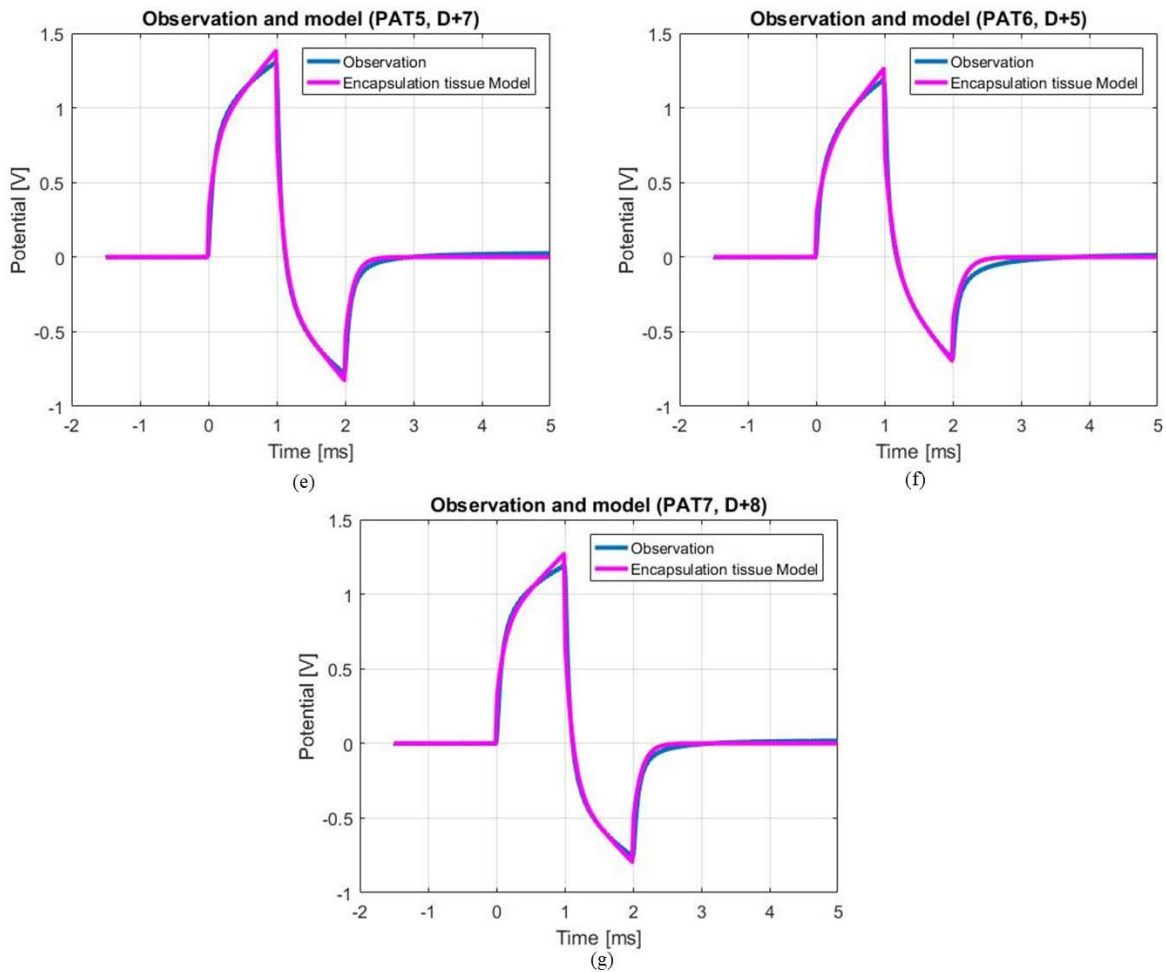 Observation and model (PAT5, D+7)
1.5
1
0.5
0
-0.5
-1
Potential [V]
Observation
Encapsulation tissue Model
-2 -1 0 1 2 3 4 5
Time [ms]
(e)
Observation and model (PAT6, D+5)
1.5
1
0.5
0
-0.5
-1
Potential [V]
Observation
Encapsulation tissue Model
-2 -1 0 1 2 3 4 5
Time [ms]
(f)
Observation and model (PAT7, D+8)
1.5
1
0.5
0
-0.5
-1
Potential [V]
Observation
Encapsulation tissue Model
-2 -1 0 1 2 3 4 5
Time [ms]
(g)